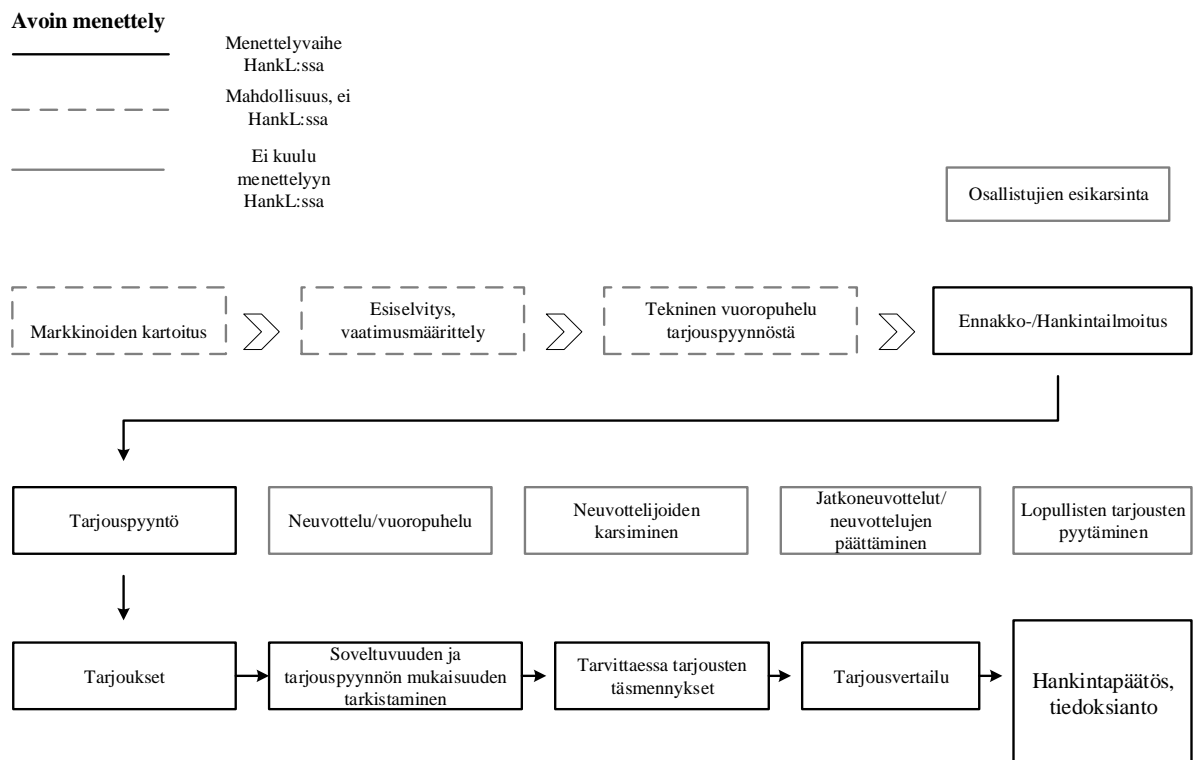 Avoin menettely
Menettelyvaihe
HankL:ssa
Mahdollisuus, ei
HankL:ssa
Ei kuulu
menettelyyn
HankL:ssa
Osallistujien esikarsinta
Markkinoiden kartoitus
Esiselvitys,
vaatimusmäärittely
Tekninen vuoropuhelu
tarjouspyynnöstä
Ennakko-/Hankintailmoitus
Tarjouspyyntö
Neuvottelu/vuoropuhelu
Neuvottelijoiden
karsiminen
Jatkoneuvottelut/
neuvottelujen
päättäminen
Lopullisten tarjousten
pyytäminen
Tarjoukset
Soveltuvuuden ja
tarjouspyynnön mukaisuuden
tarkistaminen
Tarvittaessa tarjousten
täsmennykset
Tarjousvertailu
Hankintapäätös,
tiedoksianto